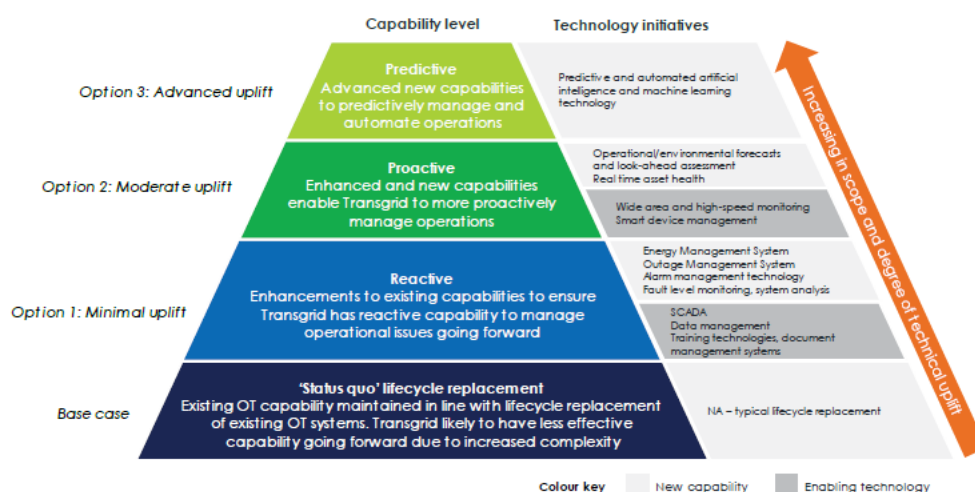 Capability level
Technology initiatives
Option 3: Advanced uplift
Predictive
Advanced new capabilities
to predictively manage and
automate operations
Predictive and automated artificial
intelligence and machine learning
technology
Option 2: Moderate uplift
Proactive
Enhanced and new capabilities
enable Transgrid to more proactively
manage operations
Operational/environmental forecasts
and look-ahead assessment
Real time asset health
Wide area and high-speed monitoring
Smart device management
Option 1: Minimal uplift
Reactive
Enhancements to existing capabilities to ensure
Transgrid has reactive capability to manage
operational issues going forward
Energy Management System
Outage Management System
Alarm management technology
Fault level monitoring, system analysis
SCADA
Data management
Training technologies, document
management systems
Base case
'Status quo' lifecycle replacement
Existing OT capability maintained in line with lifecycle replacement
of existing OT systems. Transgrid likely to have less effective
capability going forward due to increased complexity
NA – typical lifecycle replacement
Increasing in scope and degree of technical uplift
Colour key
New capability
Enabling technology